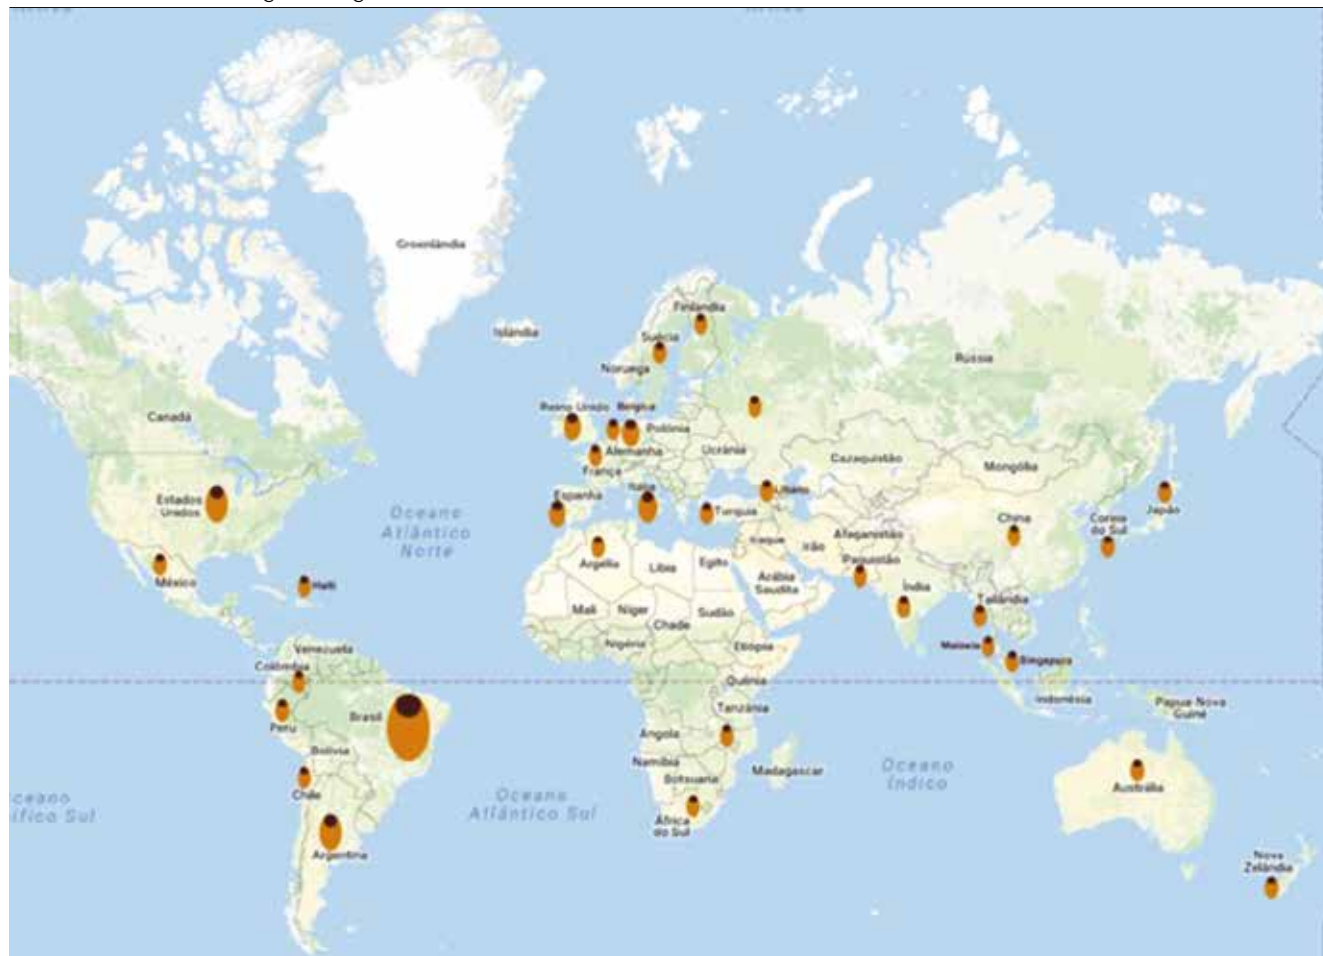 Groenlândia
Islândia
Finlândia
Suécia
Noruega
Rússia
Canadá
Reino Unido
Bélgica
Polônia
Alemanha
Ucrânia
França
Cazaquistão
Mongólia
Estados
Unidos
Espanha
Itália
Líbano
Turquia
Oceano
Atlântico
Norte
China
Coreia
do Sul
Japão
Iraque
Irão
Afeganistão
Paquistão
México
Haiti
Argélia
Líbia
Egito
Arábia
Saudita
Índia
Tailândia
Mali
Níger
Chade
Sudão
Nigéria
Etiópia
Malásia
Singapura
Venezuela
Colômbia
Quênia
Indonésia
Papua Nova
Guiné
Peru
Brasil
Tanzânia
Bolívia
Angola
Namíbia
Botsuana
Madagascar
Oceano
Índico
Chile
Oceano
Atlântico Sul
Austrália
ceano
ífico Sul
África
do Sul
Argentina
Nova
Zelândia